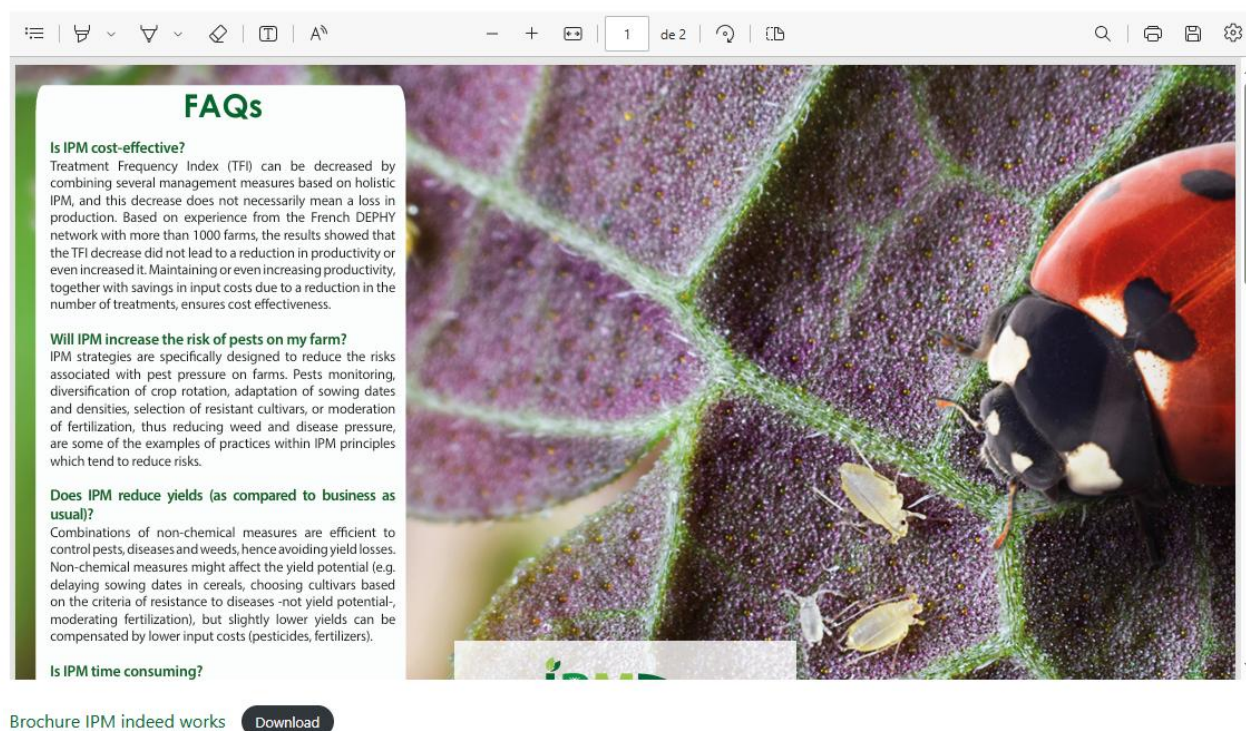 1 de 2
FAQs
Is IPM cost-effective?
Treatment Frequency Index (TFI) can be decreased by
combining several management measures based on holistic
IPM, and this decrease does not necessarily mean a loss in
production. Based on experience from the French DEPHY
network with more than 1000 farms, the results showed that
the TFI decrease did not lead to a reduction in productivity or
even increased it. Maintaining or even increasing productivity,
together with savings in input costs due to a reduction in the
number of treatments, ensures cost effectiveness.
Will IPM increase the risk of pests on my farm?
IPM strategies are specifically designed to reduce the risks
associated with pest pressure on farms. Pests monitoring,
diversification of crop rotation, adaptation of sowing dates
and densities, selection of resistant cultivars, or moderation
of fertilization, thus reducing weed and disease pressure,
are some of the examples of practices within IPM principles
which tend to reduce risks.
Does IPM reduce yields (as compared to business as
usual)?
Combinations of non-chemical measures are efficient to
control pests, diseases and weeds, hence avoiding yield losses.
Non-chemical measures might affect the yield potential (e.g.
delaying sowing dates in cereals, choosing cultivars based
on the criteria of resistance to diseases -not yield potential-,
moderating fertilization), but slightly lower yields can be
compensated by lower input costs (pesticides, fertilizers).
Is IPM time consuming?
Brochure IPM indeed works Download